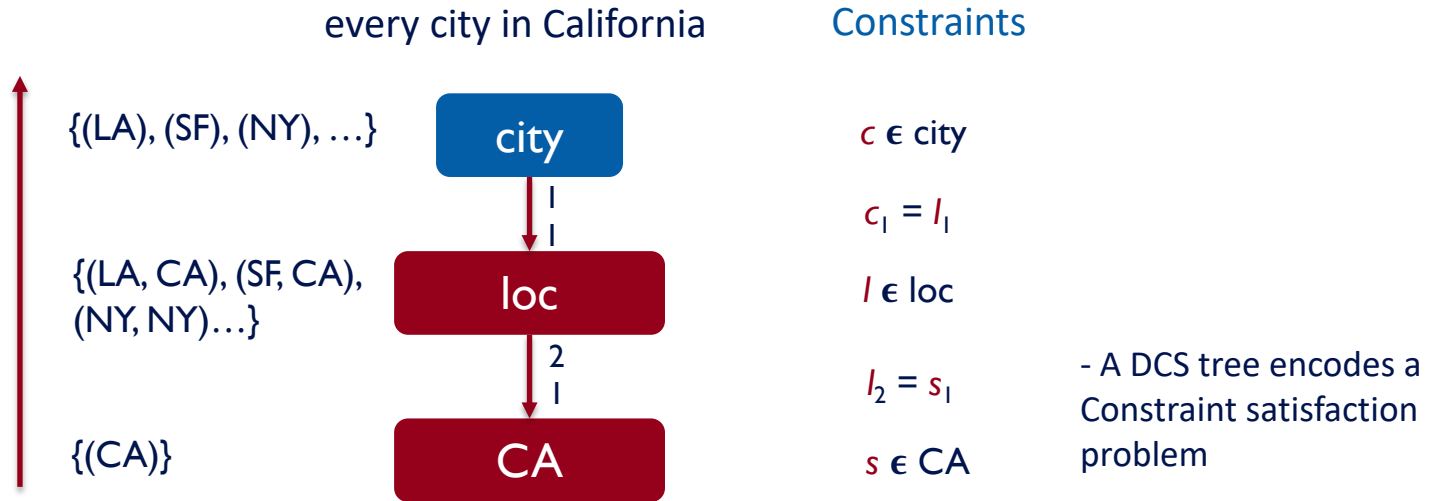 every city in California
Constraints
{(LA), (SF), (NY), …}
city
c ϵ city
1
1
c₁ = l₁
{(LA, CA), (SF, CA),
(NY, NY)…}
loc
l ϵ loc
2
1
l₂ = s₁
- A DCS tree encodes a
Constraint satisfaction
problem
{(CA)}
CA
s ϵ CA